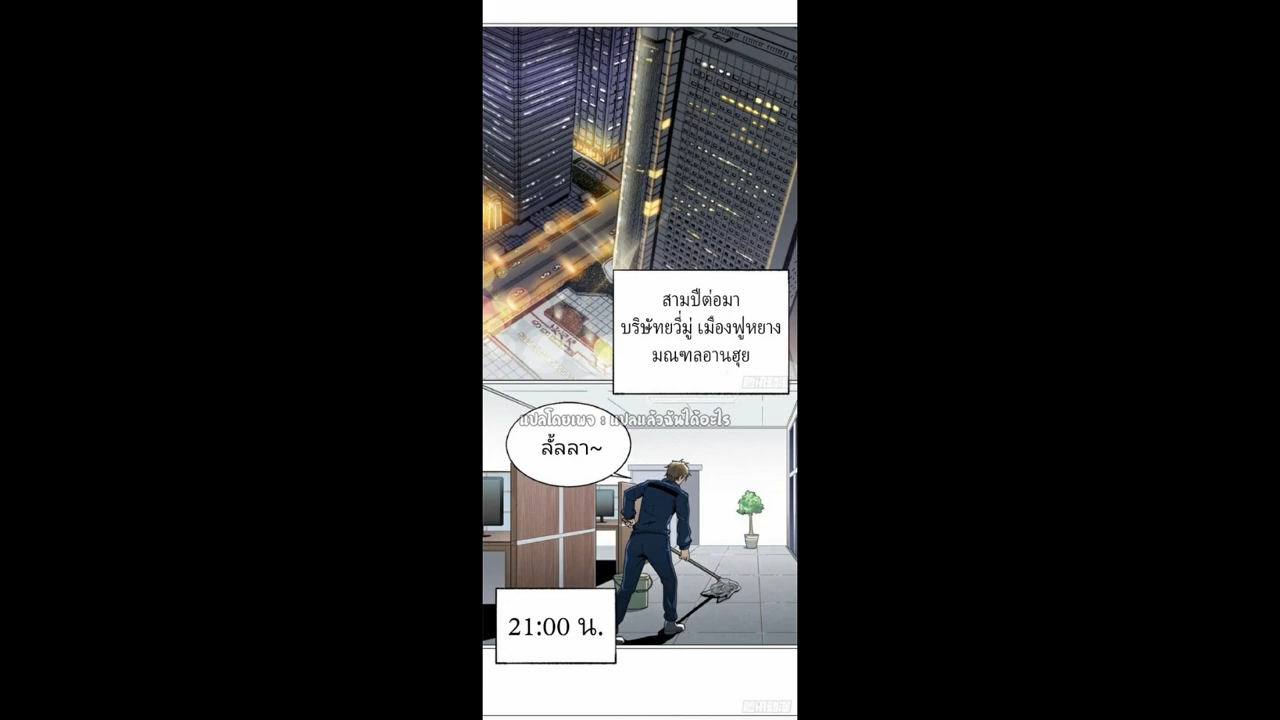 สามปีต่อมา
บริษัทยวี่มู่ เมืองฟูหยาง
มณฑลอานฮุย
แปลโดยเพจ : แปลแล้วฉันได้อะไร
ลั้ลลา~
21:00 น.